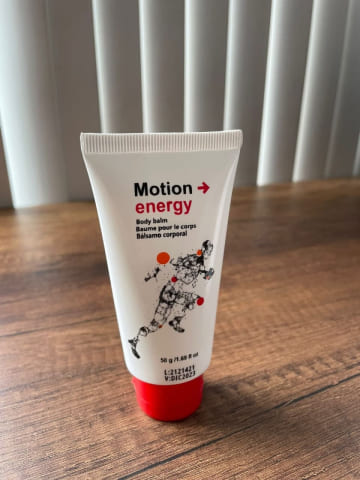 Motion →
energy
Body balm
Baume pour le corps
Bálsamo corporal
50 g /1.69 fl oz
L:2121421
V:DIC2023